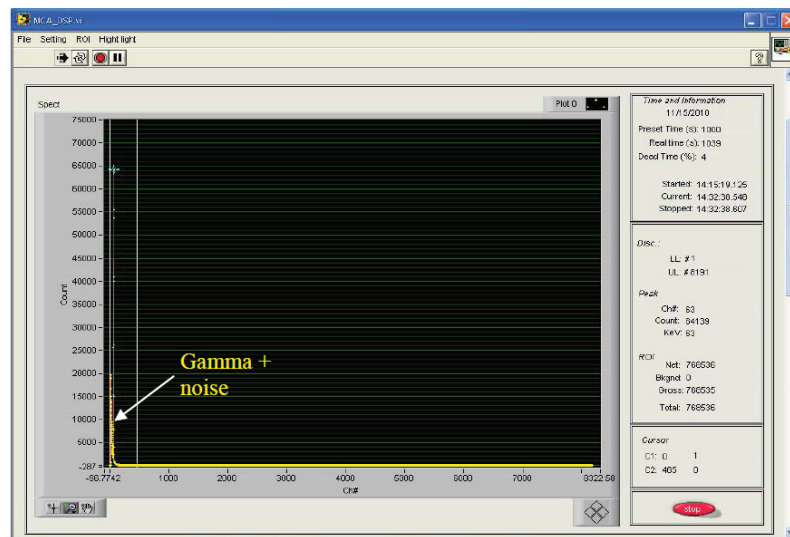 MCA_DSP.vi
File Setting ROI Hight light
Spect
Plot 0
75000
70000
65000
60000
55000
50000
45000
40000
36000
30000
25000
20000
15000
10000
5000
-287
Count
Gamma +
noise
-96.7742 1000 2000 3000 4000 5000 6000 7000 8322.58
Ch#
Time and Information
11/15/2010
Preset Time (s): 1000
Real time (s): 1039
Dead Time (%): 4
Started: 14:15:19.125
Current: 14:32:38.548
Stopped: 14:32:38.607
Disc.:
LL: # 1
UL: # 8191
Peak
Ch#: 63
Count: 64139
KeV: 63
ROI
Net: 768536
Bkgnd: 0
Gross: 768535
Total: 768536
Cursor
C1: 0 1
C2: 465 0
stop